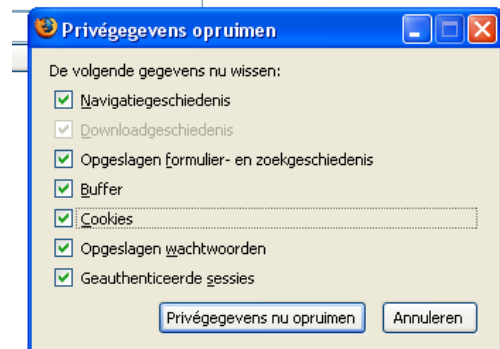 Privégegevens opruimen
De volgende gegevens nu wissen:
Navigatiegeschiedenis
Downloadgeschiedenis
Opgeslagen formulier- en zoekgeschiedenis
Buffer
Cookies
Opgeslagen wachtwoorden
Geauthenticeerde sessies
Privégegevens nu opruimen Annuleren